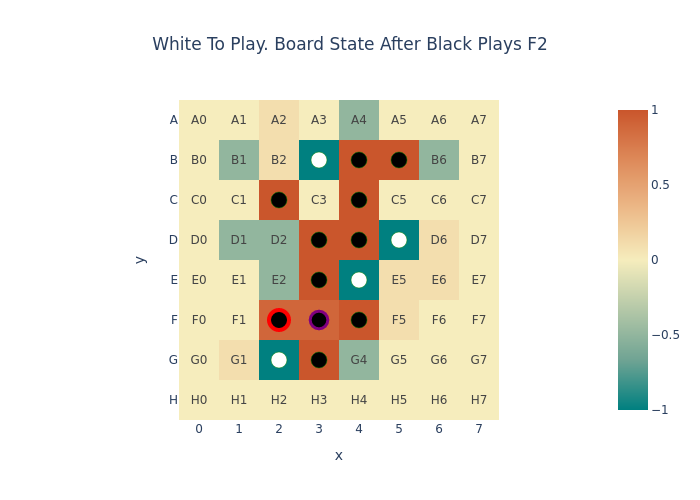 White To Play. Board State After Black Plays F2
A A0 A1 A2 A3 A4 A5 A6 A7
B B0 B1 B2 B6 B7
C C0 C1 C3 C5 C6 C7
D D0 D1 D2 D6 D7
E E0 E1 E2 E5 E6 E7
F F0 F1 F5 F6 F7
G G0 G1 G4 G5 G6 G7
H H0 H1 H2 H3 H4 H5 H6 H7
0 1 2 3 4 5 6 7
x
y
1
0.5
0
−0.5
−1